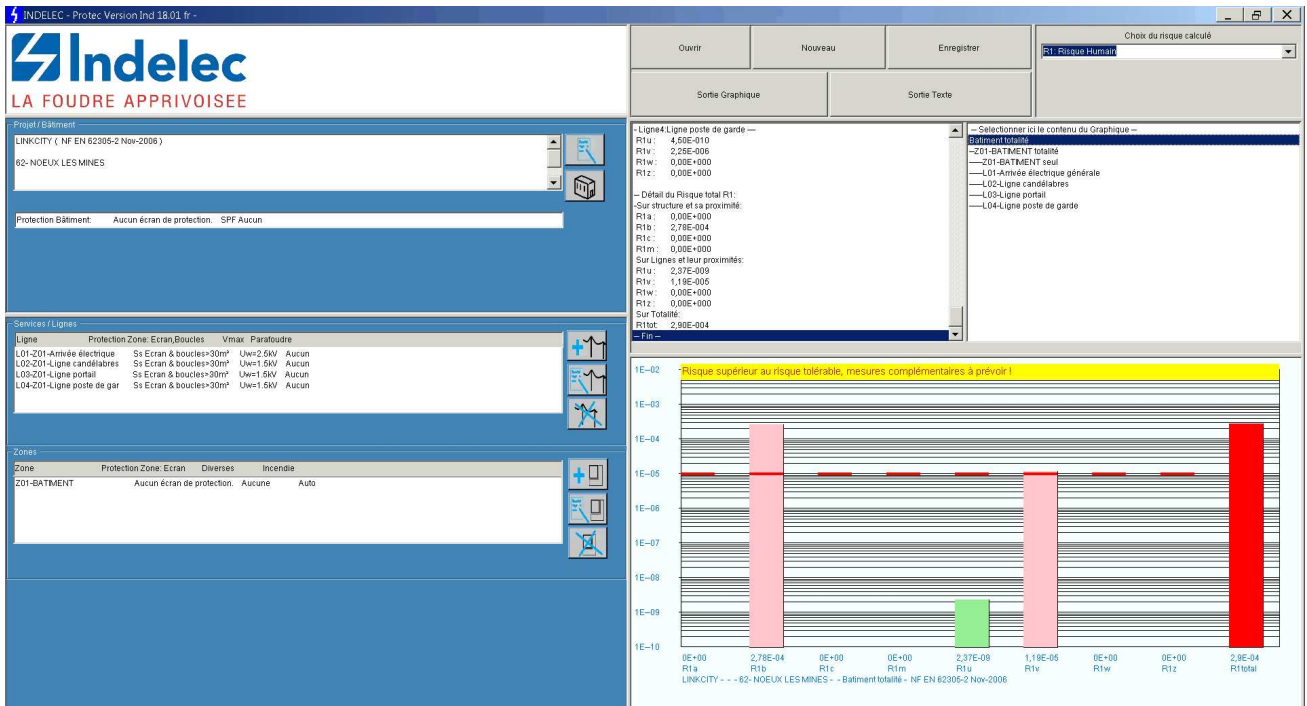 INDELEC - Protec Version Ind 18.01 fr -
Indelec
LA FOUDRE APPRIVOISEE
Ouvrir
Nouveau
Enregistrer
Sortie Graphique
Sortie Texte
Choix du risque calculé
R1: Risque Humain
Projet / Bâtiment
LINKCITY ( NF EN 62305-2 Nov-2006 )
62- NOEUX LES MINES
Protection Bâtiment: Aucun écran de protection. SPF Aucun
Services / Lignes
Ligne Protection Zone: Ecran,Boucles Vmax Parafoudre
L01-Z01-Arrivée électrique Ss Ecran & boucles>30m² Uw=2.5kV Aucun
L02-Z01-Ligne candélabres Ss Ecran & boucles>30m² Uw=1.5kV Aucun
L03-Z01-Ligne portail Ss Ecran & boucles>30m² Uw=1.5kV Aucun
L04-Z01-Ligne poste de gar Ss Ecran & boucles>30m² Uw=1.5kV Aucun
Zones
Zone Protection Zone: Ecran Diverses Incendie
Z01-BATIMENT Aucun écran de protection. Aucune Auto
- Ligne4:Ligne poste de garde —
R1u : 4,50E-010
R1v : 2,25E-006
R1w : 0,00E+000
R1z : 0,00E+000
– Détail du Risque total R1:
-Sur structure et sa proximité:
R1a : 0,00E+000
R1b : 2,78E-004
R1c : 0,00E+000
R1m : 0,00E+000
Sur Lignes et leur proximités:
R1u : 2,37E-009
R1v : 1,19E-005
R1w : 0,00E+000
R1z : 0,00E+000
Sur Totalité:
R1tot: 2,90E-004
-- Fin --
-- Selectionner ici le contenu du Graphique --
Batiment totalité
--Z01-BATIMENT totalité
----Z01-BATIMENT seul
----L01-Arrivée électrique générale
----L02-Ligne candélabres
----L03-Ligne portail
----L04-Ligne poste de garde
Risque supérieur au risque tolérable, mesures complémentaires à prévoir !
1E-02
1E-03
1E-04
1E-05
1E-06
1E-07
1E-08
1E-09
1E-10
0E+00 2,78E-04 0E+00 0E+00 2,37E-09 1,19E-05 0E+00 0E+00 2,9E-04
R1a R1b R1c R1m R1u R1v R1w R1z R1total
LINKCITY - - - 62- NOEUX LES MINES - - Batiment totalité - NF EN 62305-2 Nov-2006